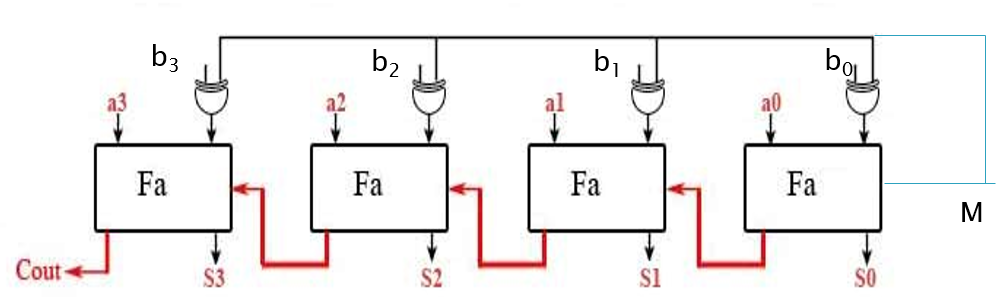 b3 b2 b1 b0
a3 a2 a1 a0
Fa Fa Fa Fa
M
Cout S3 S2 S1 S0